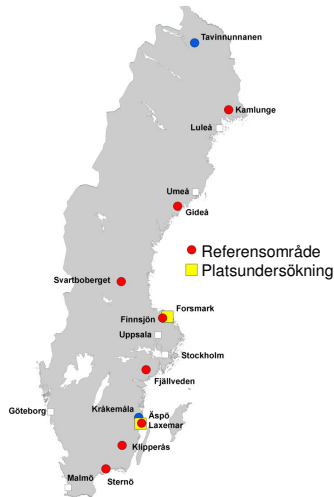 Tavinnunnanen
Kamlunge
Luleå
Umeå
Gideå
Referensområde
Platsundersökning
Svartboberget
Forsmark
Finnsjön
Uppsala
Stockholm
Fjällveden
Göteborg
Kråkemåla
Äspö
Laxemar
Klipperås
Malmö
Sternö